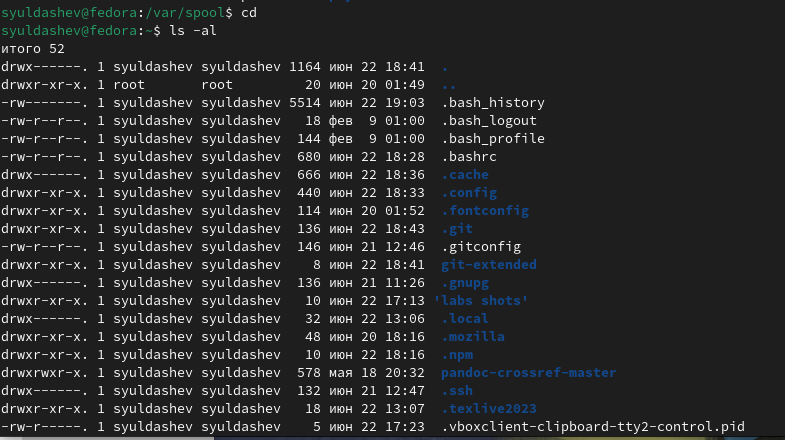 syuldashev@fedora:/var/spool$ cd
syuldashev@fedora:~$ ls -al
итого 52
drwx------. 1 syuldashev syuldashev 1164 июн 22 18:41 .
drwxr-xr-x. 1 root       root         20 июн 20 01:49 ..
-rw-------. 1 syuldashev syuldashev 5514 июн 22 19:03 .bash_history
-rw-r--r--. 1 syuldashev syuldashev   18 фев  9 01:00 .bash_logout
-rw-r--r--. 1 syuldashev syuldashev  144 фев  9 01:00 .bash_profile
-rw-r--r--. 1 syuldashev syuldashev  680 июн 22 18:28 .bashrc
drwx------. 1 syuldashev syuldashev  666 июн 22 18:36 .cache
drwxr-xr-x. 1 syuldashev syuldashev  440 июн 22 18:33 .config
drwxr-xr-x. 1 syuldashev syuldashev  114 июн 20 01:52 .fontconfig
drwxr-xr-x. 1 syuldashev syuldashev  136 июн 22 18:43 .git
-rw-r--r--. 1 syuldashev syuldashev  146 июн 21 12:46 .gitconfig
drwxr-xr-x. 1 syuldashev syuldashev    8 июн 22 18:41 git-extended
drwx------. 1 syuldashev syuldashev  136 июн 21 11:26 .gnupg
drwxr-xr-x. 1 syuldashev syuldashev   10 июн 22 17:13 'labs shots'
drwx------. 1 syuldashev syuldashev   32 июн 22 13:06 .local
drwxr-xr-x. 1 syuldashev syuldashev   48 июн 20 18:16 .mozilla
drwxr-xr-x. 1 syuldashev syuldashev   10 июн 22 18:16 .npm
drwxrwxr-x. 1 syuldashev syuldashev  578 мая 18 20:32 pandoc-crossref-master
drwx------. 1 syuldashev syuldashev  132 июн 21 12:47 .ssh
drwxr-xr-x. 1 syuldashev syuldashev   18 июн 22 13:07 .texlive2023
-rw-r-----. 1 syuldashev syuldashev    5 июн 22 17:23 .vboxclient-clipboard-tty2-control.pid